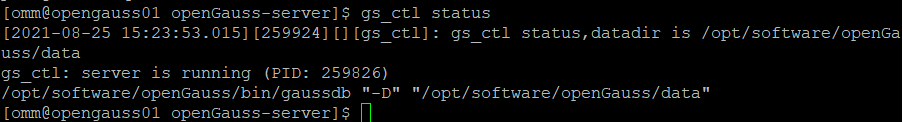 [omm@opengauss01 openGauss-server]$ gs_ctl status
[2021-08-25 15:23:53.015][259924][][gs_ctl]: gs_ctl status,datadir is /opt/software/openGa
uss/data
gs_ctl: server is running (PID: 259826)
/opt/software/openGauss/bin/gaussdb "-D" "/opt/software/openGauss/data"
[omm@opengauss01 openGauss-server]$